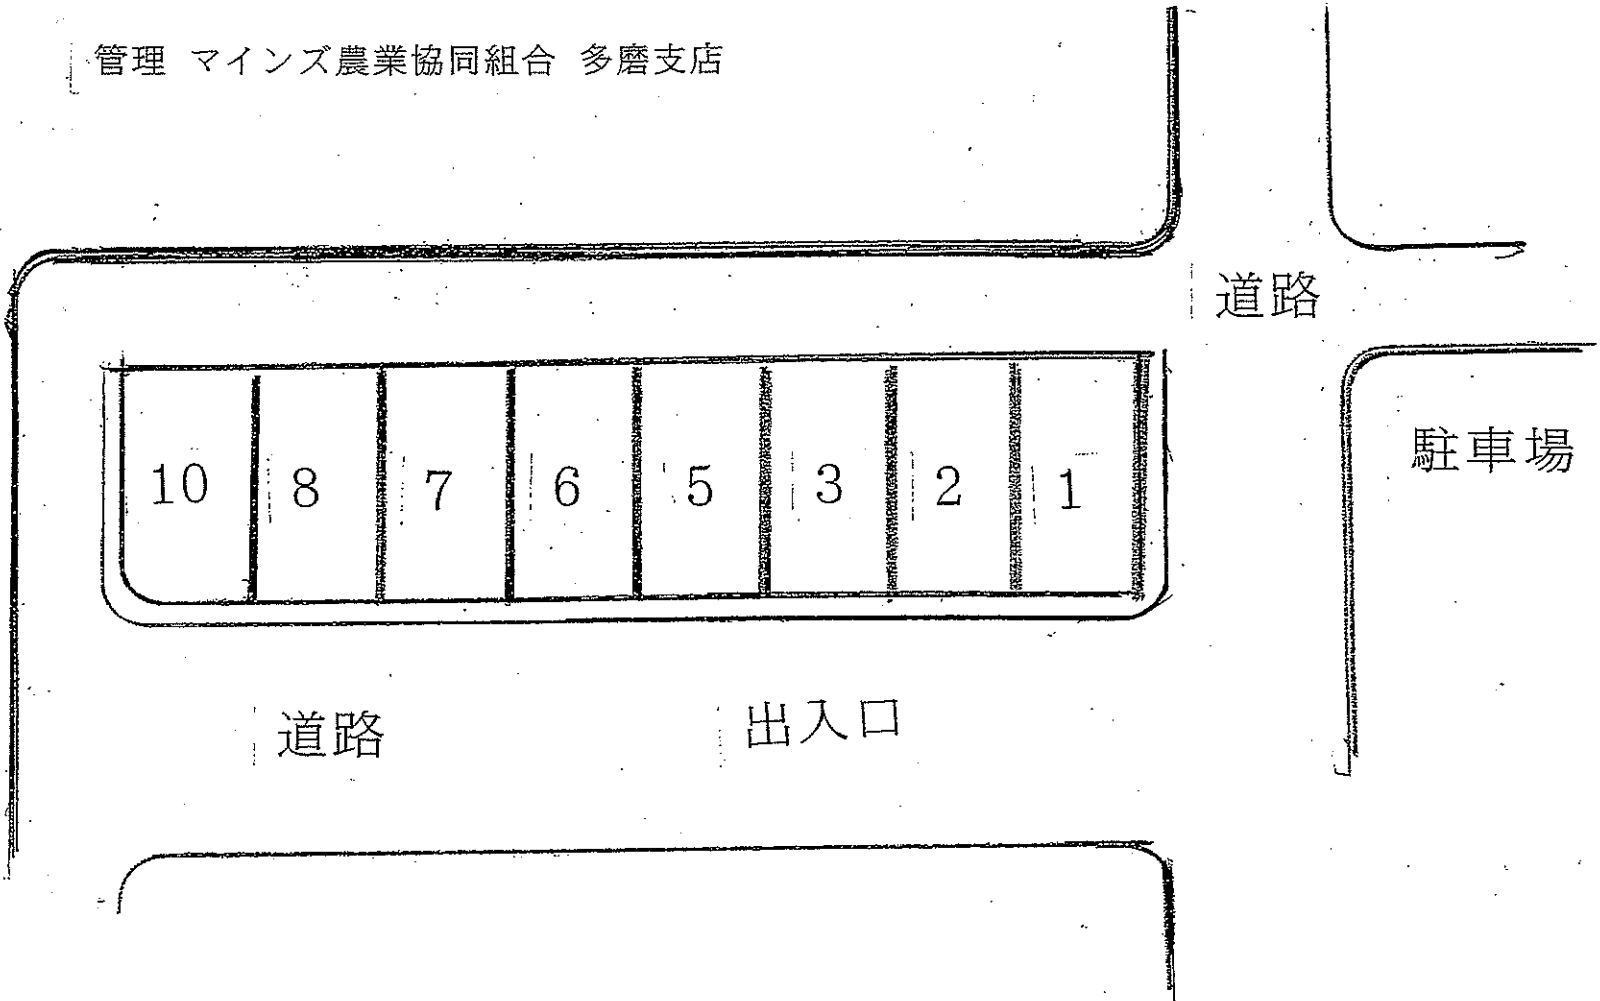 管理 マインズ農業協同組合 多磨支店
道路
駐車場
10 8 7 6 5 3 2 1
道路 出入口